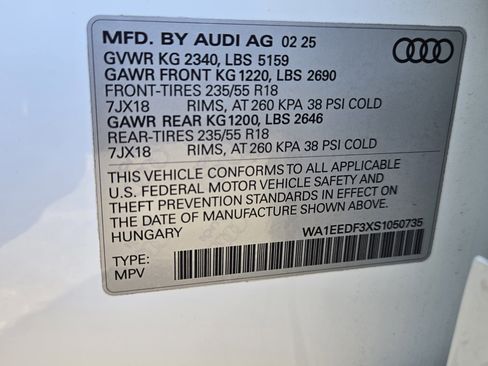 MFD. BY AUDI AG 02 25
GVWR KG 2340, LBS 5159
GAWR FRONT KG 1220, LBS 2690
FRONT-TIRES 235/55 R18
7JX18 RIMS, AT 260 KPA 38 PSI COLD
GAWR REAR KG1200, LBS 2646
REAR-TIRES 235/55 R18
7JX18 RIMS, AT 260 KPA 38 PSI COLD
THIS VEHICLE CONFORMS TO ALL APPLICABLE
U.S. FEDERAL MOTOR VEHICLE SAFETY AND
THEFT PREVENTION STANDARDS IN EFFECT ON
THE DATE OF MANUFACTURE SHOWN ABOVE.
HUNGARY WA1EEDF3XS1050735
TYPE:
MPV